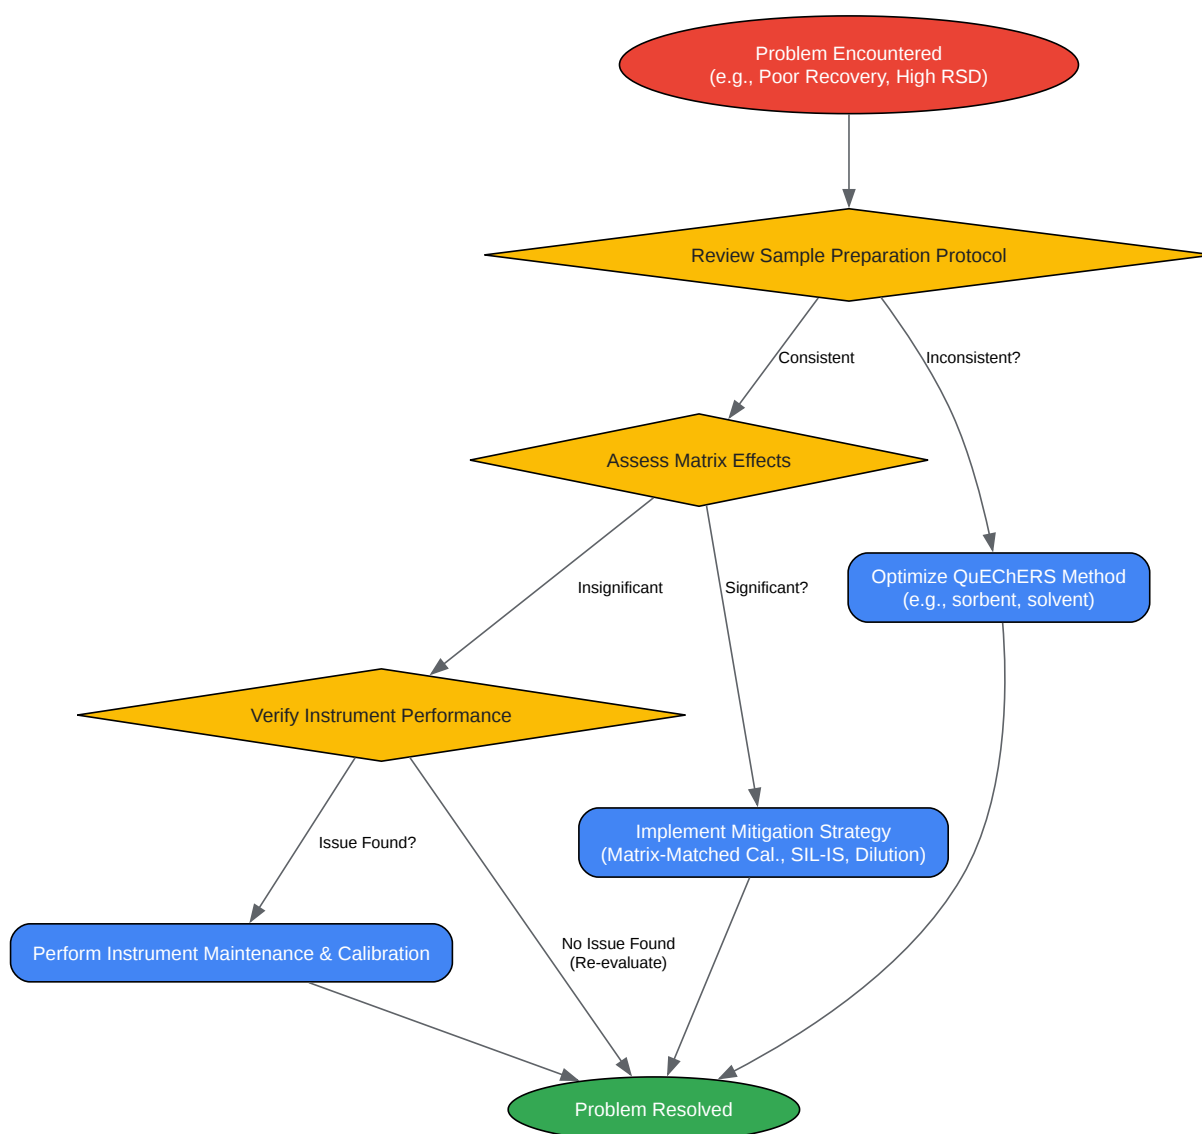 Problem Encountered
(e.g., Poor Recovery, High RSD)
Review Sample Preparation Protocol
Consistent
Inconsistent?
Assess Matrix Effects
Insignificant
Significant?
Optimize QuEChERS Method
(e.g., sorbent, solvent)
Verify Instrument Performance
Issue Found?
Implement Mitigation Strategy
(Matrix-Matched Cal., SIL-IS, Dilution)
No Issue Found
(Re-evaluate)
Perform Instrument Maintenance & Calibration
Problem Resolved